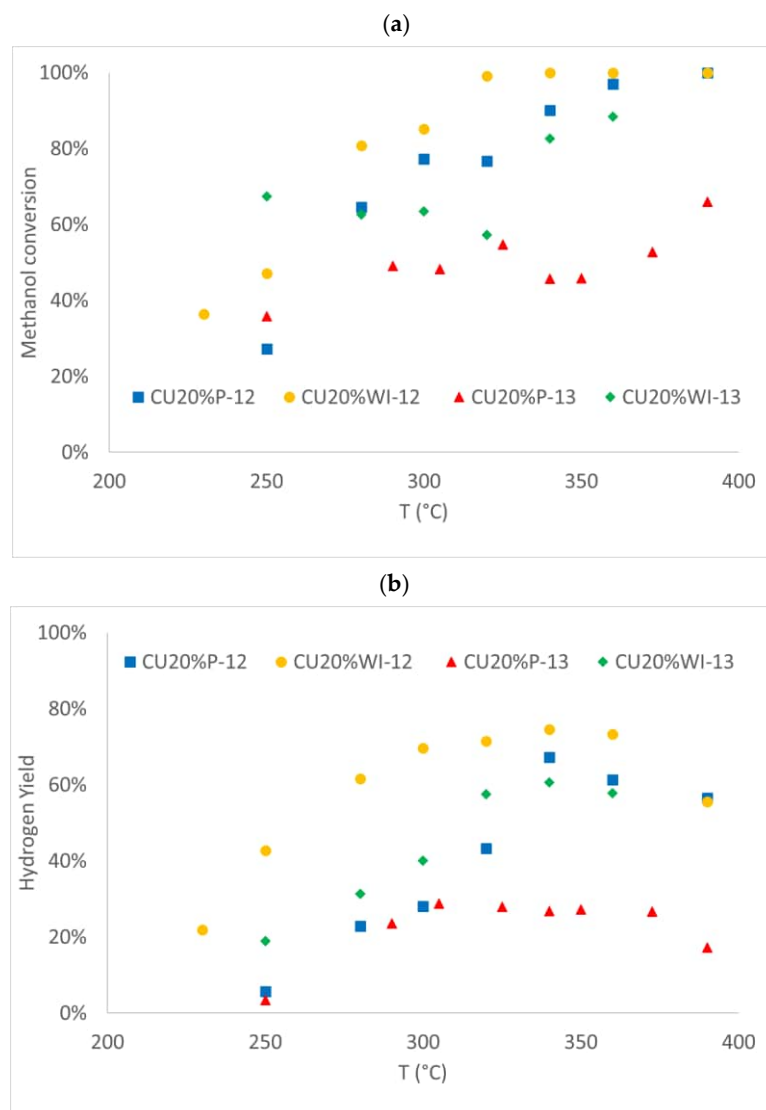 (a)
100%
80%
60%
40%
20%
0%
Methanol conversion
CU20%P-12 CU20%WI-12 CU20%P-13 CU20%WI-13
200 250 300 350 400
T (°C)
(b)
100%
CU20%P-12 CU20%WI-12 CU20%P-13 CU20%WI-13
80%
60%
40%
20%
0%
Hydrogen Yield
200 250 300 350 400
T (°C)